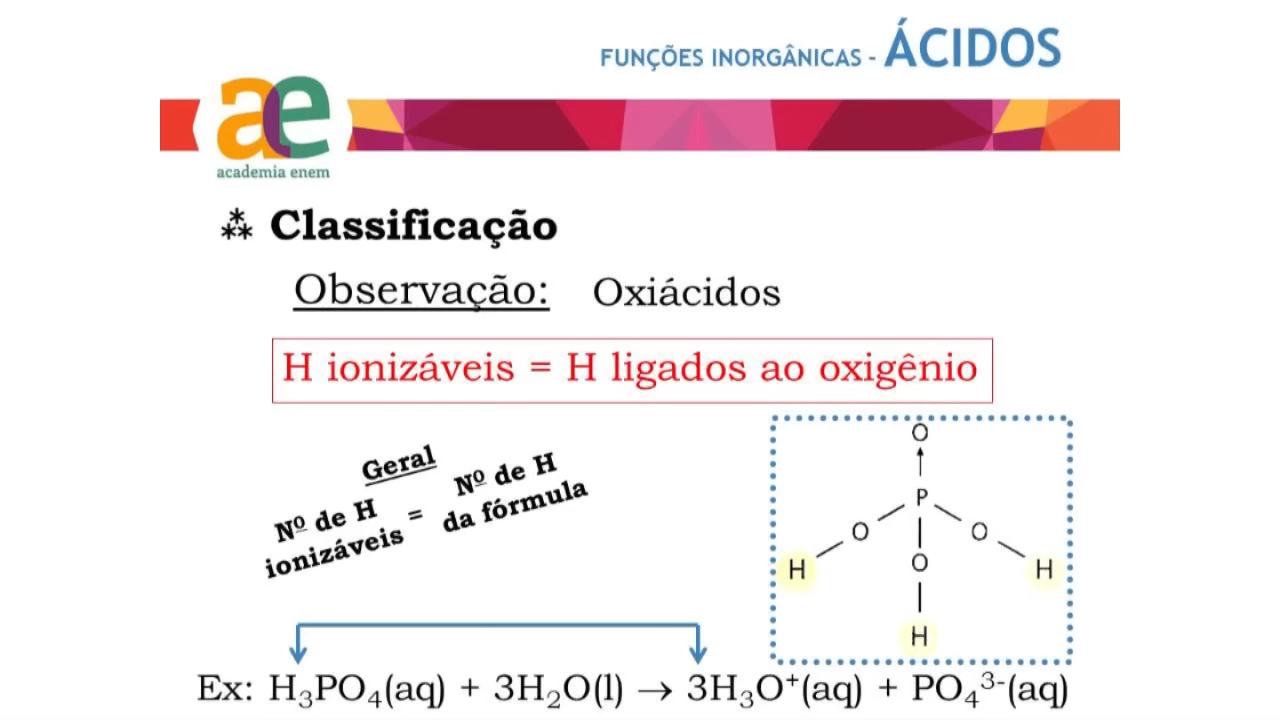 FUNÇÕES INORGÂNICAS - ÁCIDOS
ae
academia enem
⁂ Classificação
Observação: Oxiácidos
H ionizáveis = H ligados ao oxigênio
Geral
Nº de H ionizáveis = Nº de H da fórmula
O
P
O O
H O H
H
Ex: H₃PO₄(aq) + 3H₂O(l) → 3H₃O⁺(aq) + PO₄³⁻(aq)